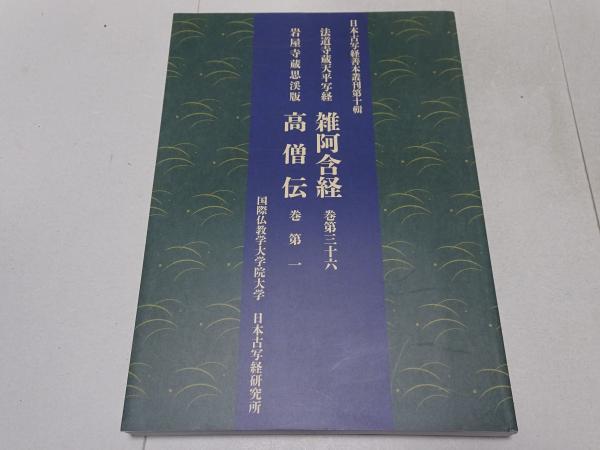 日本古写経善本叢刊第十輯
法道寺蔵天平写経
雑阿含経 巻第三十六
岩屋寺蔵思渓版
高僧伝 巻第一
国際仏教学大学院大学 日本古写経研究所